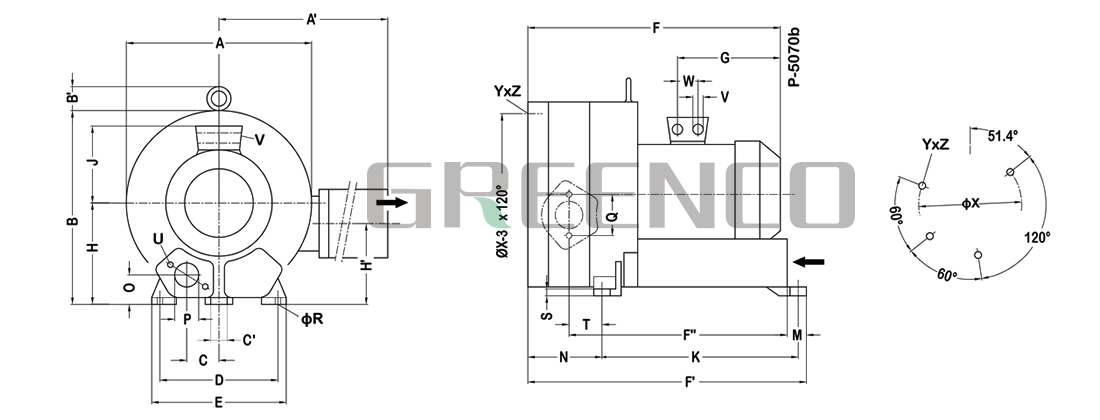 A'
A
B'
J
V
B
H
H'
U
O
P
ΦR
C'
C
D
E
F
P-5070b
G
W
V
YxZ
ØX-3 x 120°
Q
S
T
F"
M
N
K
F'
GREENCO
51.4°
YxZ
ΦX
60°
120°
60°